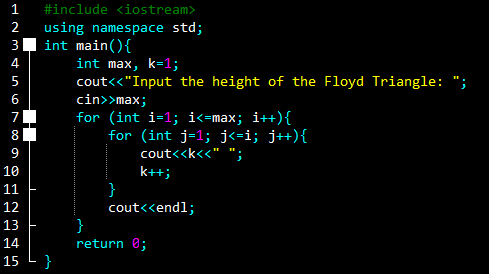 1 #include <iostream>
2 using namespace std;
3 int main(){
4 int max, k=1;
5 cout<<"Input the height of the Floyd Triangle: ";
6 cin>>max;
7 for (int i=1; i<=max; i++){
8 for (int j=1; j<=i; j++){
9 cout<<k<<" ";
10 k++;
11 }
12 cout<<endl;
13 }
14 return 0;
15 }